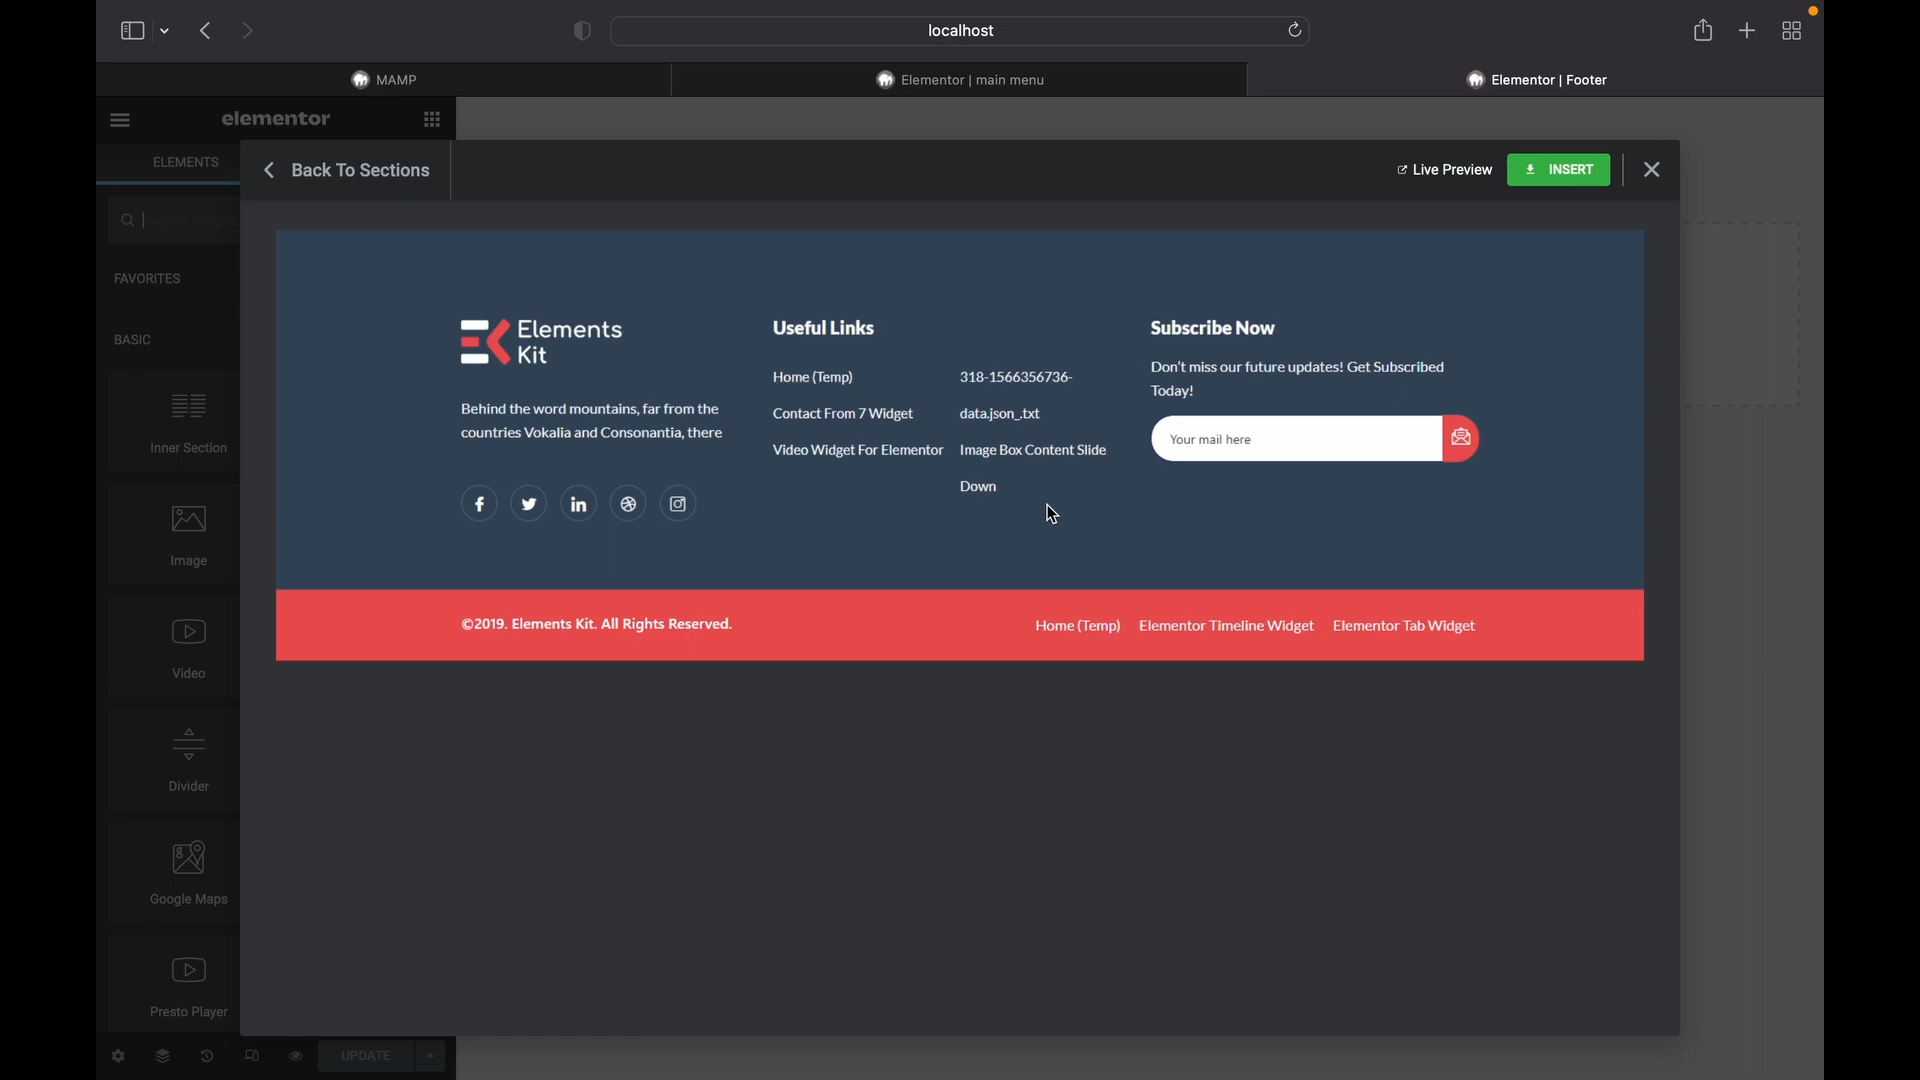 localhost
MAMP
Elementor | main menu
Elementor | Footer
elementor
ELEMENTS
Back To Sections
Live Preview
INSERT
FAVORITES
BASIC
Inner Section
Image
Video
Divider
Google Maps
Presto Player
UPDATE
Elements
Kit
Behind the word mountains, far from the
countries Vokalia and Consonantia, there
Useful Links
Home (Temp)
Contact From 7 Widget
Video Widget For Elementor
318-1566356736-
data.json_.txt
Image Box Content Slide
Down
Subscribe Now
Don't miss our future updates! Get Subscribed
Today!
Your mail here
©2019. Elements Kit. All Rights Reserved.
Home (Temp)
Elementor Timeline Widget
Elementor Tab Widget